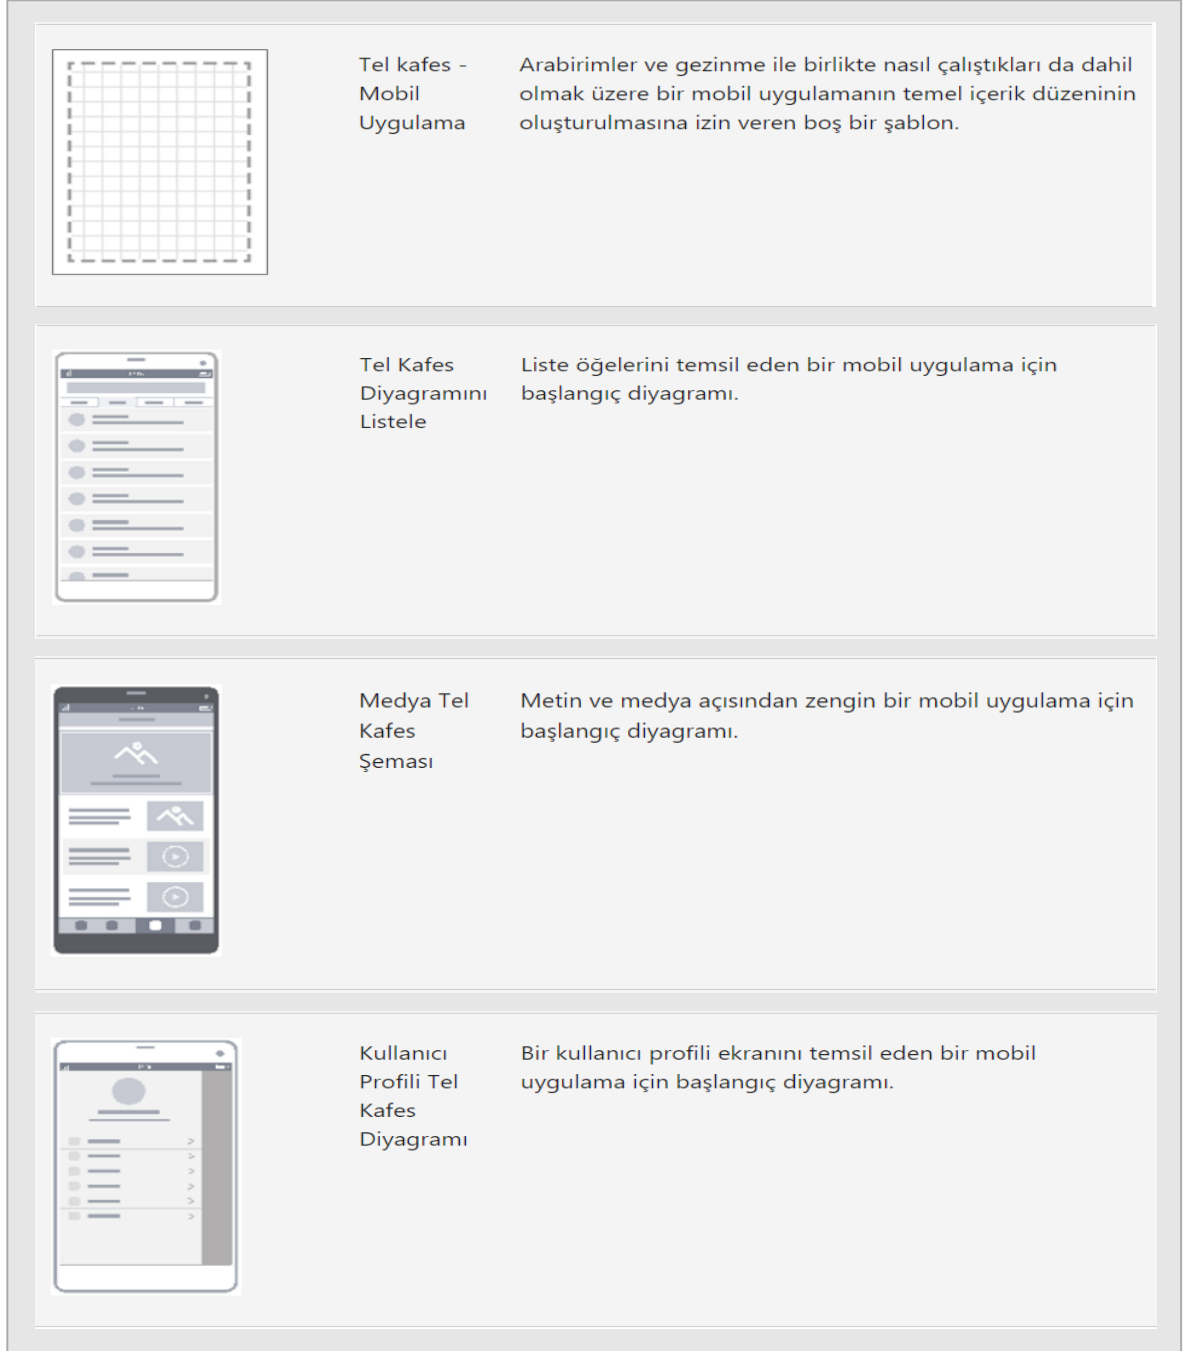 Tel kafes -
Mobil
Uygulama
Arabirimler ve gezinme ile birlikte nasıl çalıştıkları da dahil
olmak üzere bir mobil uygulamanın temel içerik düzeninin
oluşturulmasına izin veren boş bir şablon.
Tel Kafes
Diyagramını
Listele
Liste öğelerini temsil eden bir mobil uygulama için
başlangıç diyagramı.
Medya Tel
Kafes
Şeması
Metin ve medya açısından zengin bir mobil uygulama için
başlangıç diyagramı.
Kullanıcı
Profili Tel
Kafes
Diyagramı
Bir kullanıcı profili ekranını temsil eden bir mobil
uygulama için başlangıç diyagramı.